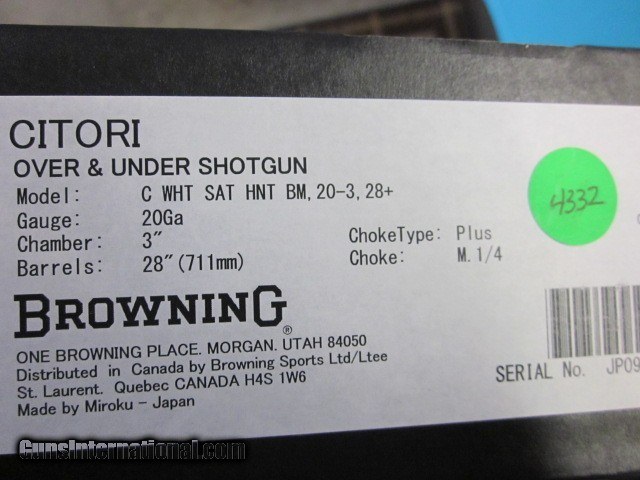 CITORI
OVER & UNDER SHOTGUN
Model: C WHT SAT HNT BM, 20-3, 28+
Gauge: 20Ga
Chamber: 3"
Barrels: 28"(711mm)
ChokeType: Plus
Choke: M. 1/4
4332
BROWNING®
ONE BROWNING PLACE. MORGAN. UTAH 84050
Distributed in Canada by Browning Sports Ltd/Ltee
St. Laurent. Quebec CANADA H4S 1W6
Made by Miroku - Japan
SERIAL No. JP09
GunsInternational.com